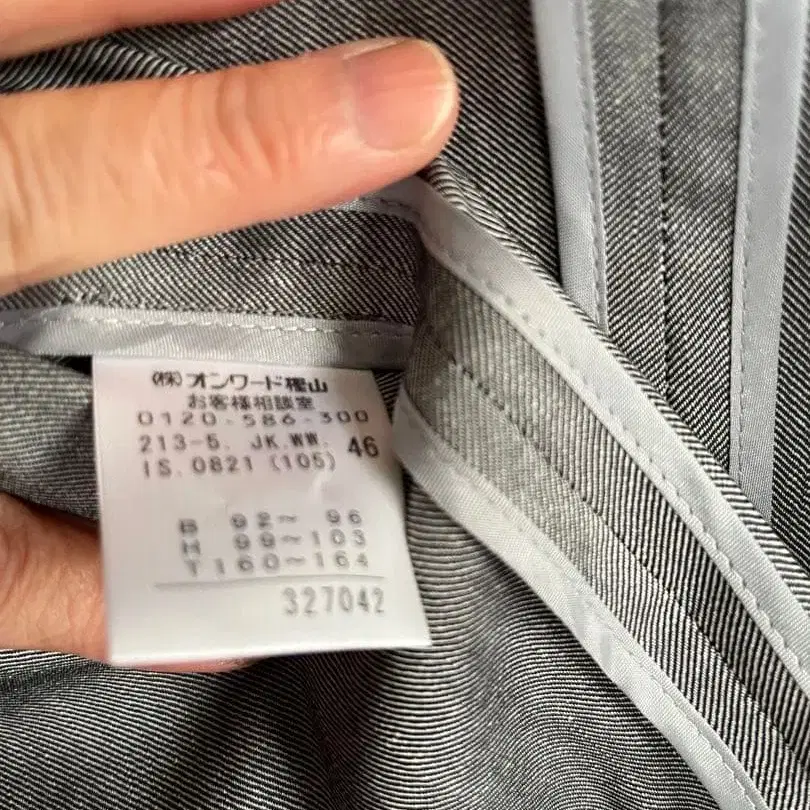 (株)オンワード樫山
お客様相談室
0120-586-300
213-5. JK.WW. 46
IS.0821 (105)
B 92〜 96
H 99〜103
T 160〜164
327042